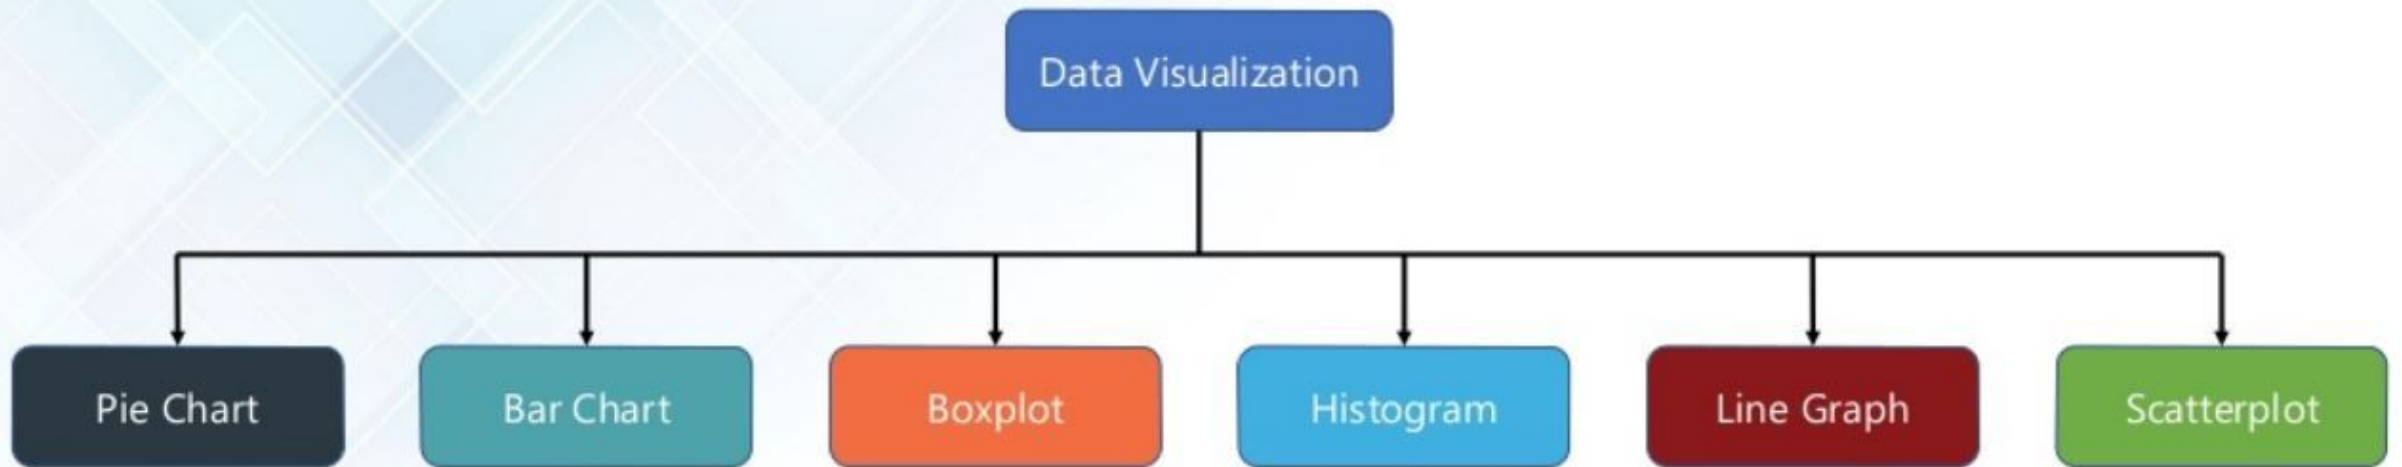 Data Visualization
Pie Chart
Bar Chart
Boxplot
Histogram
Line Graph
Scatterplot